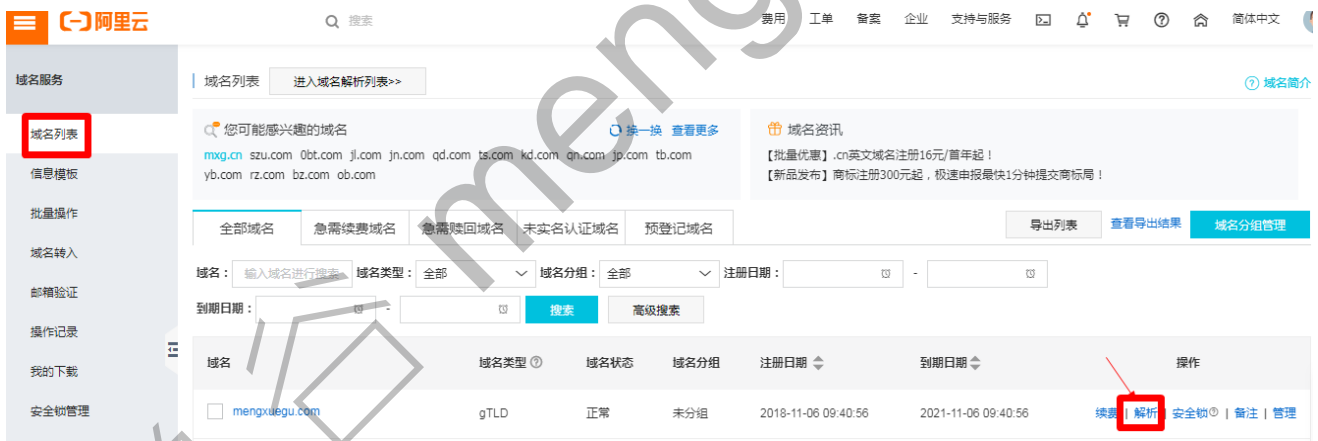 阿里云 搜索 费用 工单 备案 企业 支持与服务 简体中文
域名服务
域名列表 进入域名解析列表>> 域名简介
域名列表
信息模板
批量操作
域名转入
邮箱验证
操作记录
我的下载
安全锁管理
您可能感兴趣的域名 换一换 查看更多
mxg.cn szu.com 0bt.com jl.com jn.com qd.com ts.com kd.com qn.com jp.com tb.com
yb.com rz.com bz.com ob.com
域名资讯
【批量优惠】.cn英文域名注册16元/首年起！
【新品发布】商标注册300元起，极速申报最快1分钟提交商标局！
全部域名 急需续费域名 急需赎回域名 未实名认证域名 预登记域名 导出列表 查看导出结果 域名分组管理
域名： 输入域名进行搜索 域名类型： 全部 域名分组： 全部 注册日期： -
到期日期： - 搜索 高级搜索
域名 域名类型 域名状态 域名分组 注册日期 到期日期 操作
mengxuegu.com gTLD 正常 未分组 2018-11-06 09:40:56 2021-11-06 09:40:56 续费 | 解析 | 安全锁 | 备注 | 管理
meng